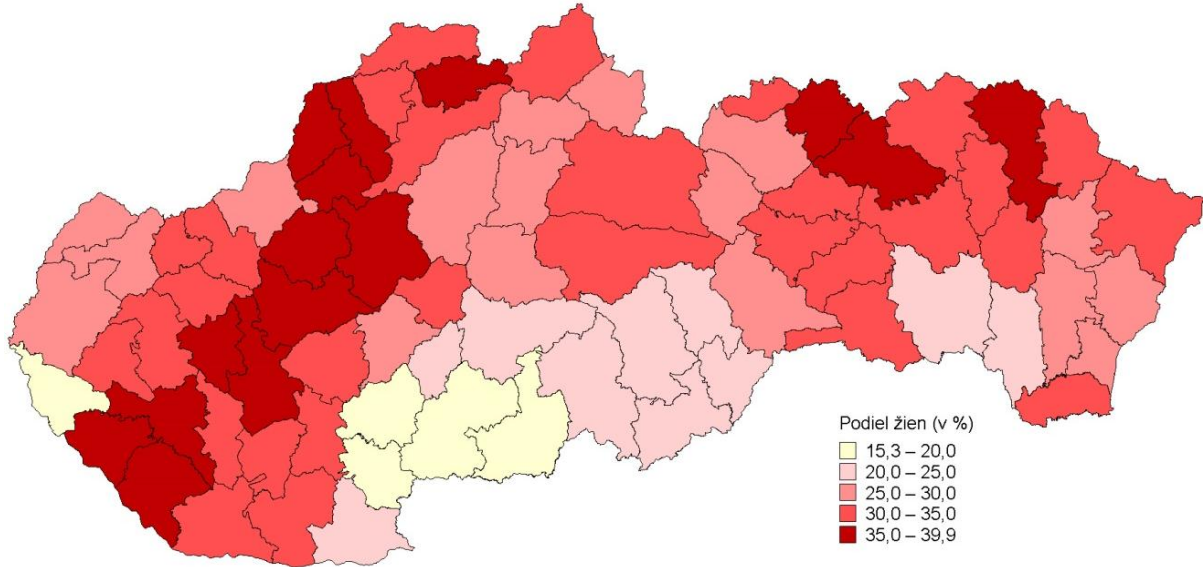 Podiel žien (v %)
15,3 – 20,0
20,0 – 25,0
25,0 – 30,0
30,0 – 35,0
35,0 – 39,9